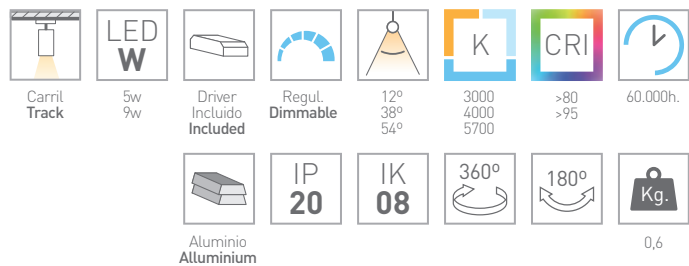 LED
W
K
CRI
Carril
Track
5w
9w
Driver
Incluido
Included
Regul.
Dimmable
12º
38º
54º
3000
4000
5700
>80
>95
60.000h.
IP
20
IK
08
360º
180º
Kg.
Aluminio
Alluminium
0,6